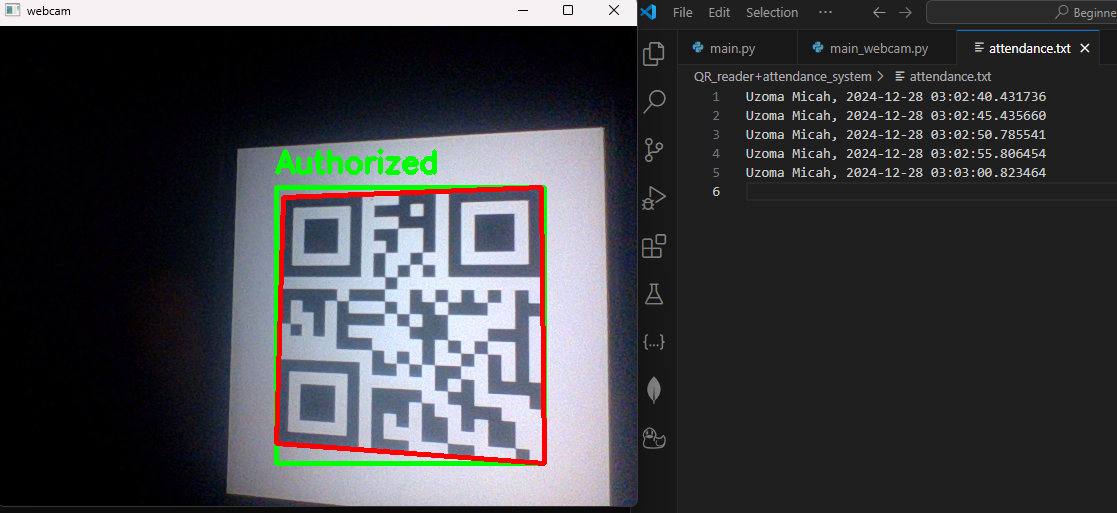 webcam
Authorized
File Edit Selection ··· Beginne
main.py main_webcam.py attendance.txt
QR_reader+attendance_system > attendance.txt
1 Uzoma Micah, 2024-12-28 03:02:40.431736
2 Uzoma Micah, 2024-12-28 03:02:45.435660
3 Uzoma Micah, 2024-12-28 03:02:50.785541
4 Uzoma Micah, 2024-12-28 03:02:55.806454
5 Uzoma Micah, 2024-12-28 03:03:00.823464
6